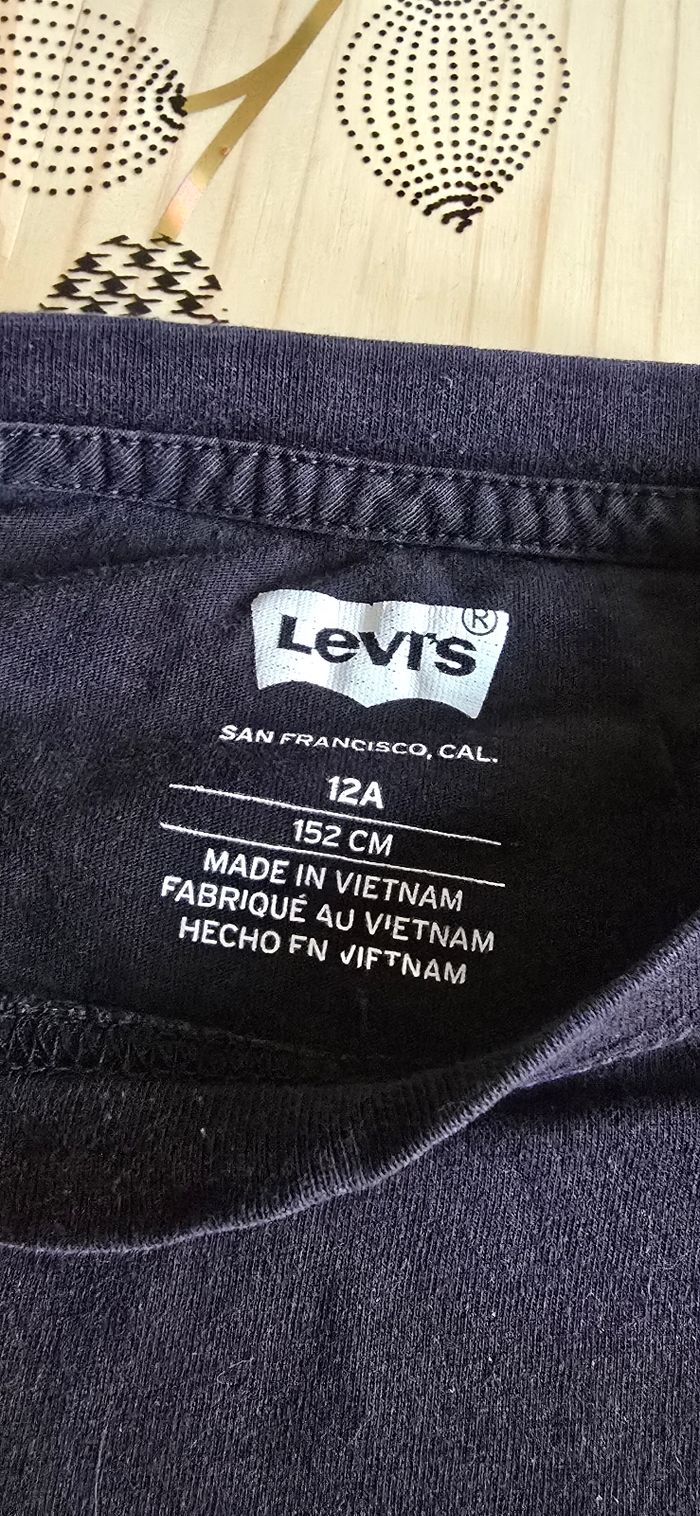 Levi's®
SAN FRANCISCO, CAL.
12A
152 CM
MADE IN VIETNAM
FABRIQUÉ AU VIETNAM
HECHO EN VIETNAM